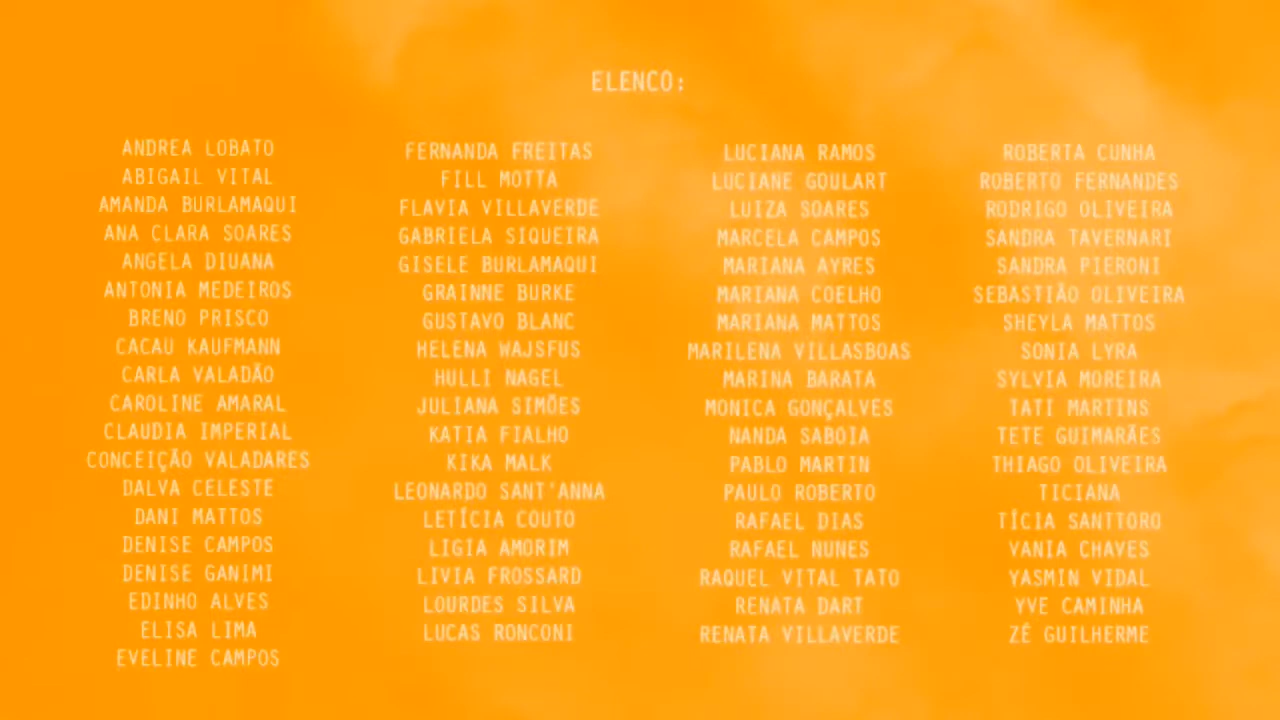 ELENCO:
ANDREA LOBATO
ABIGAIL VITAL
AMANDA BURLAMAQUI
ANA CLARA SOARES
ANGELA DIUANA
ANTONIA MEDEIROS
BRENO PRISCO
CACAU KAUFMANN
CARLA VALADÃO
CAROLINE AMARAL
CLAUDIA IMPERIAL
CONCEIÇÃO VALADARES
DALVA CELESTE
DANI MATTOS
DENISE CAMPOS
DENISE GANIMI
EDINHO ALVES
ELISA LIMA
EVELINE CAMPOS
FERNANDA FREITAS
FILL MOTTA
FLAVIA VILLAVERDE
GABRIELA SIQUEIRA
GISELE BURLAMAQUI
GRAINNE BURKE
GUSTAVO BLANC
HELENA WAJSFUS
HULLI NAGEL
JULIANA SIMÕES
KATIA FIALHO
KIKA MALK
LEONARDO SANT'ANNA
LETÍCIA COUTO
LIGIA AMORIM
LIVIA FROSSARD
LOURDES SILVA
LUCAS RONCONI
LUCIANA RAMOS
LUCIANE GOULART
LUIZA SOARES
MARCELA CAMPOS
MARIANA AYRES
MARIANA COELHO
MARIANA MATTOS
MARILENA VILLASBOAS
MARINA BARATA
MONICA GONÇALVES
NANDA SABOIA
PABLO MARTIN
PAULO ROBERTO
RAFAEL DIAS
RAFAEL NUNES
RAQUEL VITAL TATO
RENATA DART
RENATA VILLAVERDE
ROBERTA CUNHA
ROBERTO FERNANDES
RODRIGO OLIVEIRA
SANDRA TAVERNARI
SANDRA PIERONI
SEBASTIÃO OLIVEIRA
SHEYLA MATTOS
SONIA LYRA
SYLVIA MOREIRA
TATI MARTINS
TETE GUIMARÃES
THIAGO OLIVEIRA
TICIANA
TÍCIA SANTTORO
VANIA CHAVES
YASMIN VIDAL
YVE CAMINHA
ZÉ GUILHERME